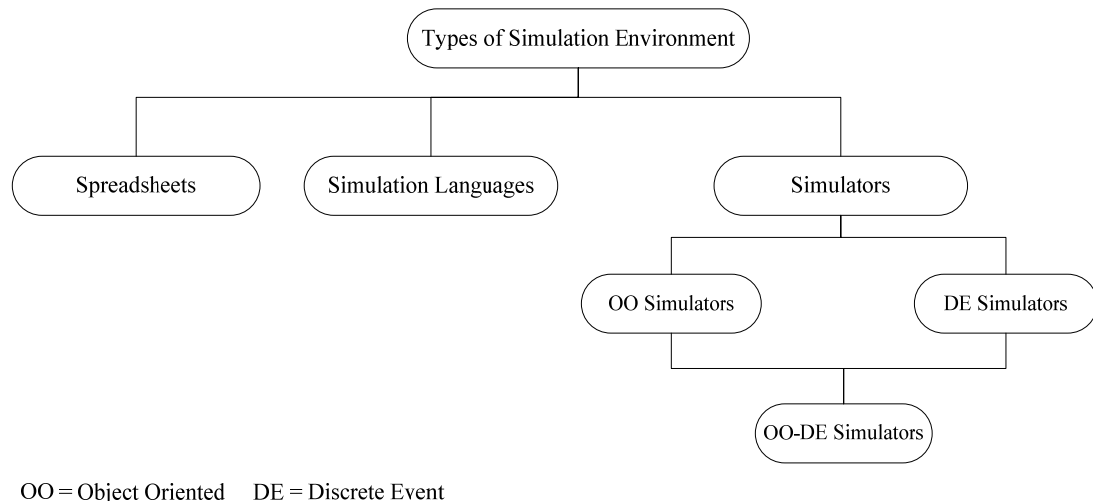 Types of Simulation Environment
Spreadsheets
Simulation Languages
Simulators
OO Simulators
DE Simulators
OO-DE Simulators
OO = Object Oriented DE = Discrete Event